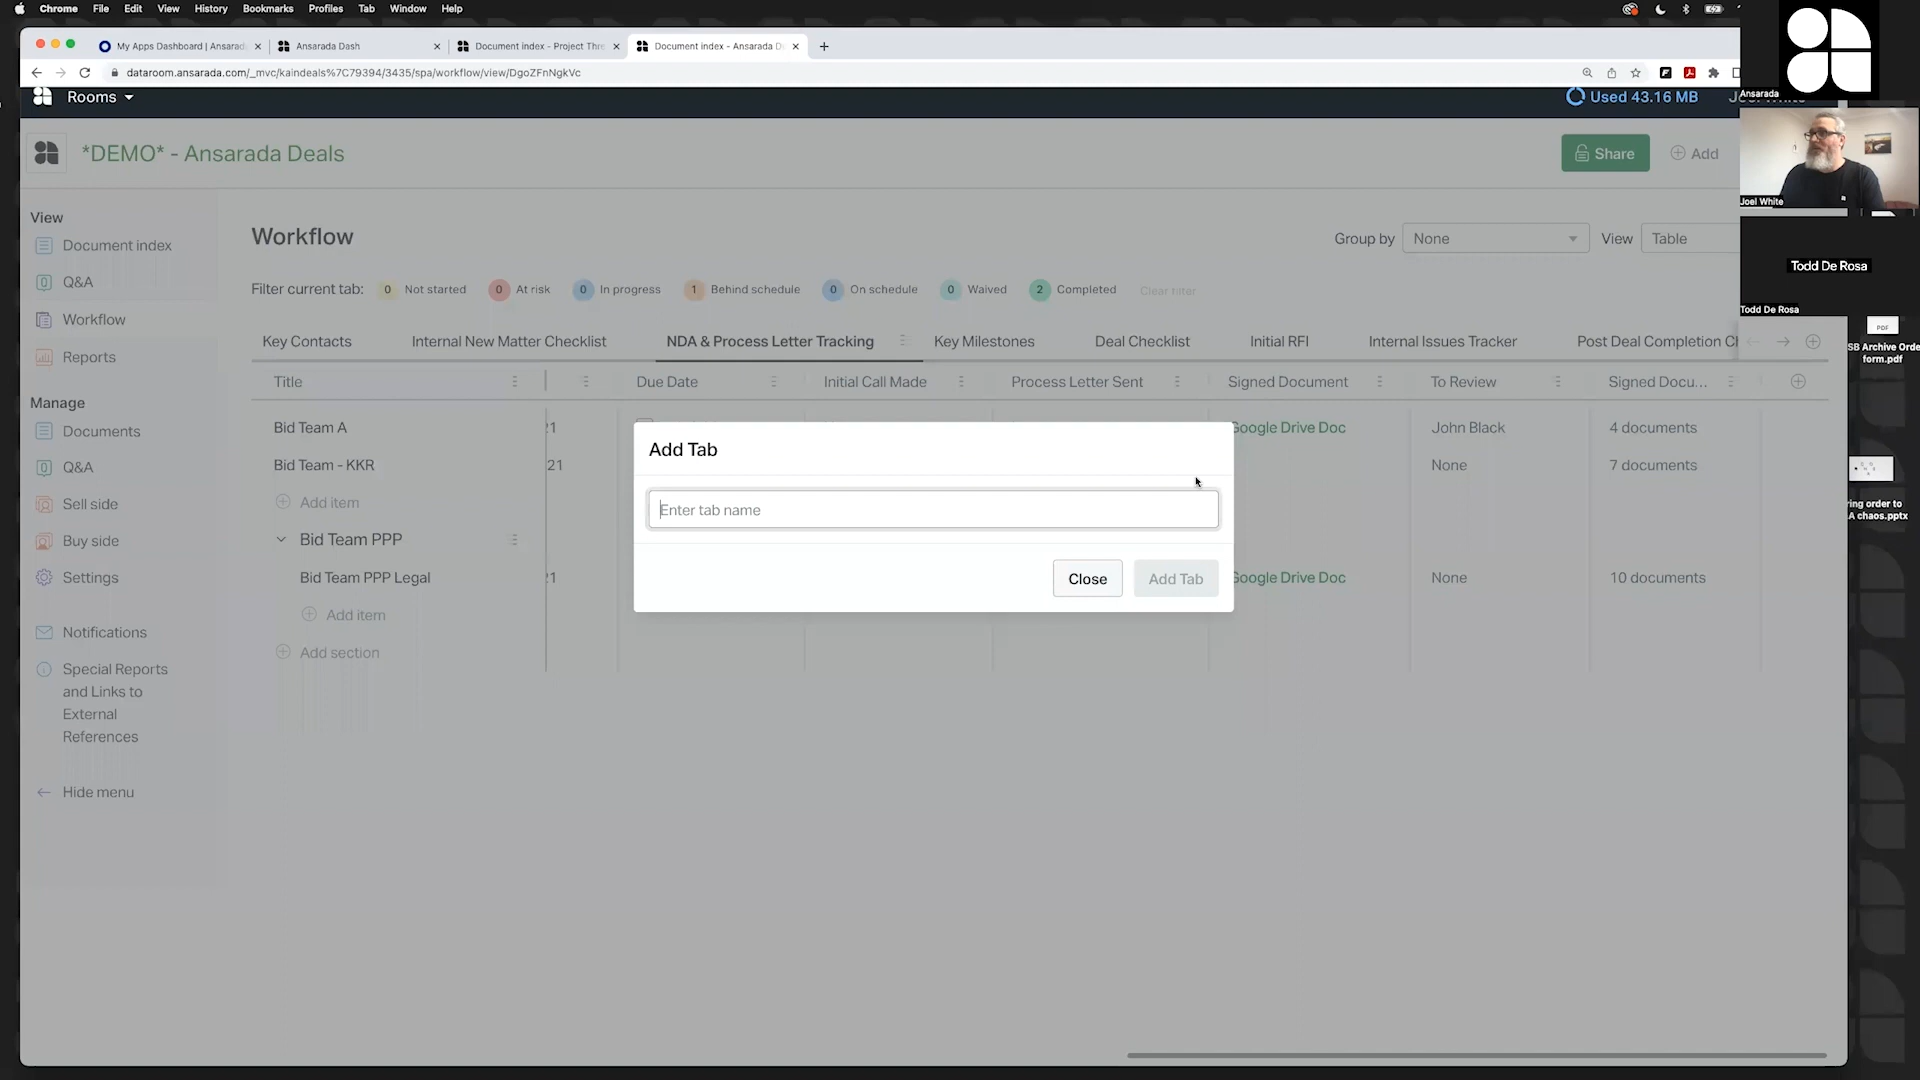 Chrome File Edit View History Bookmarks Profiles Tab Window Help
My Apps Dashboard | Ansarad
Ansarada Dash
Document index - Project Thre
Document index - Ansarada D
dataroom.ansarada.com/_mvc/kaindeals%7C79394/3435/spa/workflow/view/DgoZFnNgkVc
Rooms
Used 43.16 MB
Ansarada
*DEMO* - Ansarada Deals
Share
Add
Joel White
View
Document index
Q&A
Workflow
Reports
Manage
Documents
Q&A
Sell side
Buy side
Settings
Notifications
Special Reports
and Links to
External
References
Hide menu
Workflow
Group by None View Table
Todd De Rosa
Todd De Rosa
Filter current tab: 0 Not started 0 At risk 0 In progress 1 Behind schedule 0 On schedule 0 Waived 2 Completed Clear filter
Key Contacts Internal New Matter Checklist NDA & Process Letter Tracking Key Milestones Deal Checklist Initial RFI Internal Issues Tracker Post Deal Completion Ch
Title Due Date Initial Call Made Process Letter Sent Signed Document To Review Signed Docu...
Bid Team A 21 Google Drive Doc John Black 4 documents
Bid Team - KKR 21 None 7 documents
Add item
Bid Team PPP
Bid Team PPP Legal 21 Google Drive Doc None 10 documents
Add item
Add section
Add Tab
Enter tab name
Close
Add Tab
PDF
SB Archive Orde
form.pdf
ring order to
A chaos.pptx